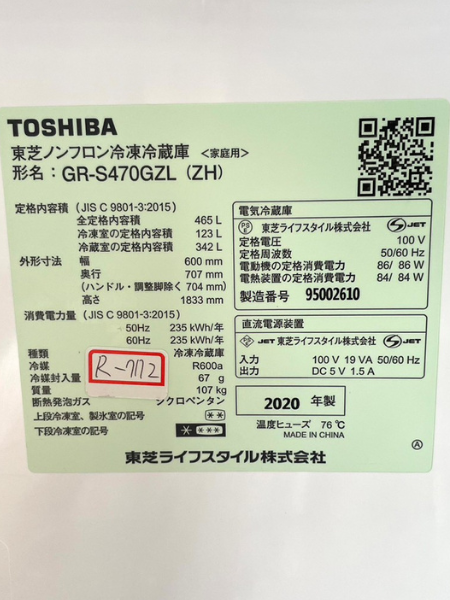 TOSHIBA
東芝ノンフロン冷凍冷蔵庫 <家庭用>
形名：GR-S470GZL (ZH)
定格内容積 (JIS C 9801-3:2015)
全定格内容積 465 L
冷凍室の定格内容積 123 L
冷蔵室の定格内容積 342 L
外形寸法 幅 600 mm
奥行 707 mm
(ハンドル・調整脚除く 704 mm)
高さ 1833 mm
消費電力量 (JIS C 9801-3:2015)
50Hz 235 kWh/年
60Hz 235 kWh/年
種類 冷凍冷蔵庫
冷媒 R600a
冷媒封入量 67 g
質量 107 kg
断熱発泡ガス シクロペンタン
上段冷凍室、製氷室の記号
下段冷凍室の記号
R-772
電気冷蔵庫
PSE 東芝ライフスタイル株式会社 JET
定格電圧 100 V
定格周波数 50/60 Hz
電動機の定格消費電力 86/ 86 W
電熱装置の定格消費電力 84/ 84 W
製造番号 95002610
直流電源装置
JET 東芝ライフスタイル株式会社 JET
入力 100 V 19 VA 50/60 Hz
出力 DC 5 V 1.5 A
2020 年製
温度ヒューズ 76℃
MADE IN CHINA
A
東芝ライフスタイル株式会社